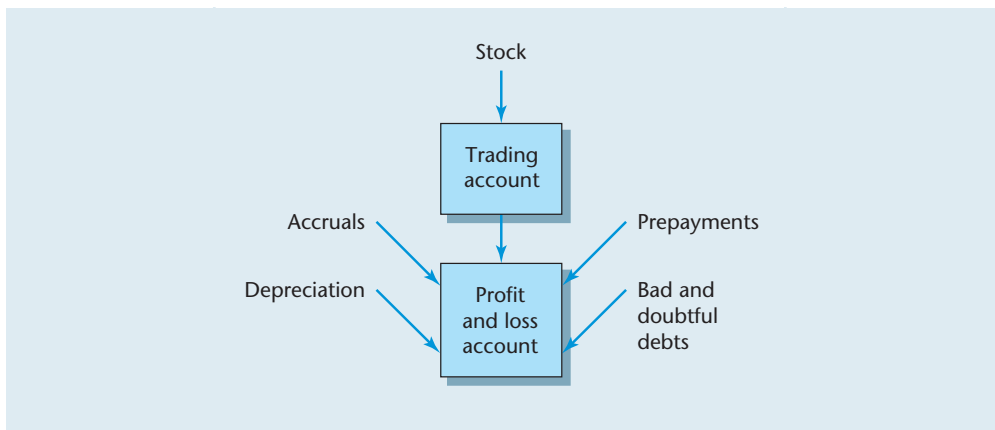 Stock
Trading
account
Accruals
Prepayments
Depreciation
Profit
and loss
account
Bad and
doubtful
debts